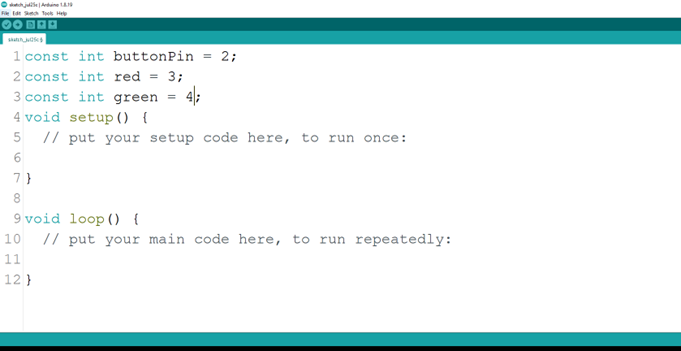 sketch_jul25c | Arduino 1.8.19
File Edit Sketch Tools Help
1 const int buttonPin = 2;
2 const int red = 3;
3 const int green = 4;
4 void setup() {
5 // put your setup code here, to run once:
6
7 }
8
9 void loop() {
10 // put your main code here, to run repeatedly:
11
12 }